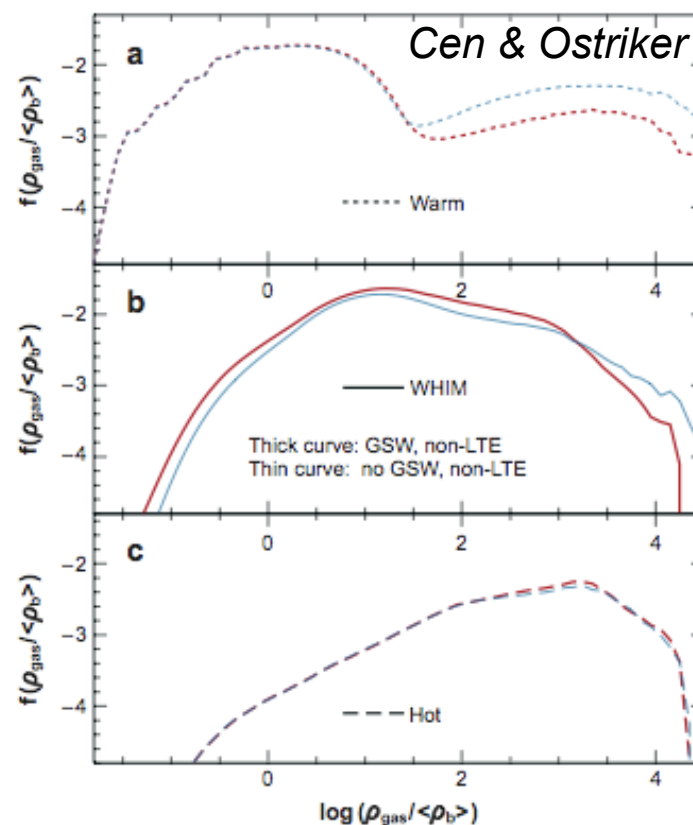 Cen & Ostriker
a
−2
−3
−4
f(ρgas/<ρb>)
Warm
0 2 4
b
−2
−3
−4
f(ρgas/<ρb>)
WHIM
Thick curve: GSW, non-LTE
Thin curve: no GSW, non-LTE
0 2 4
c
−2
−3
−4
f(ρgas/<ρb>)
Hot
0 2 4
log (ρgas/<ρb>)